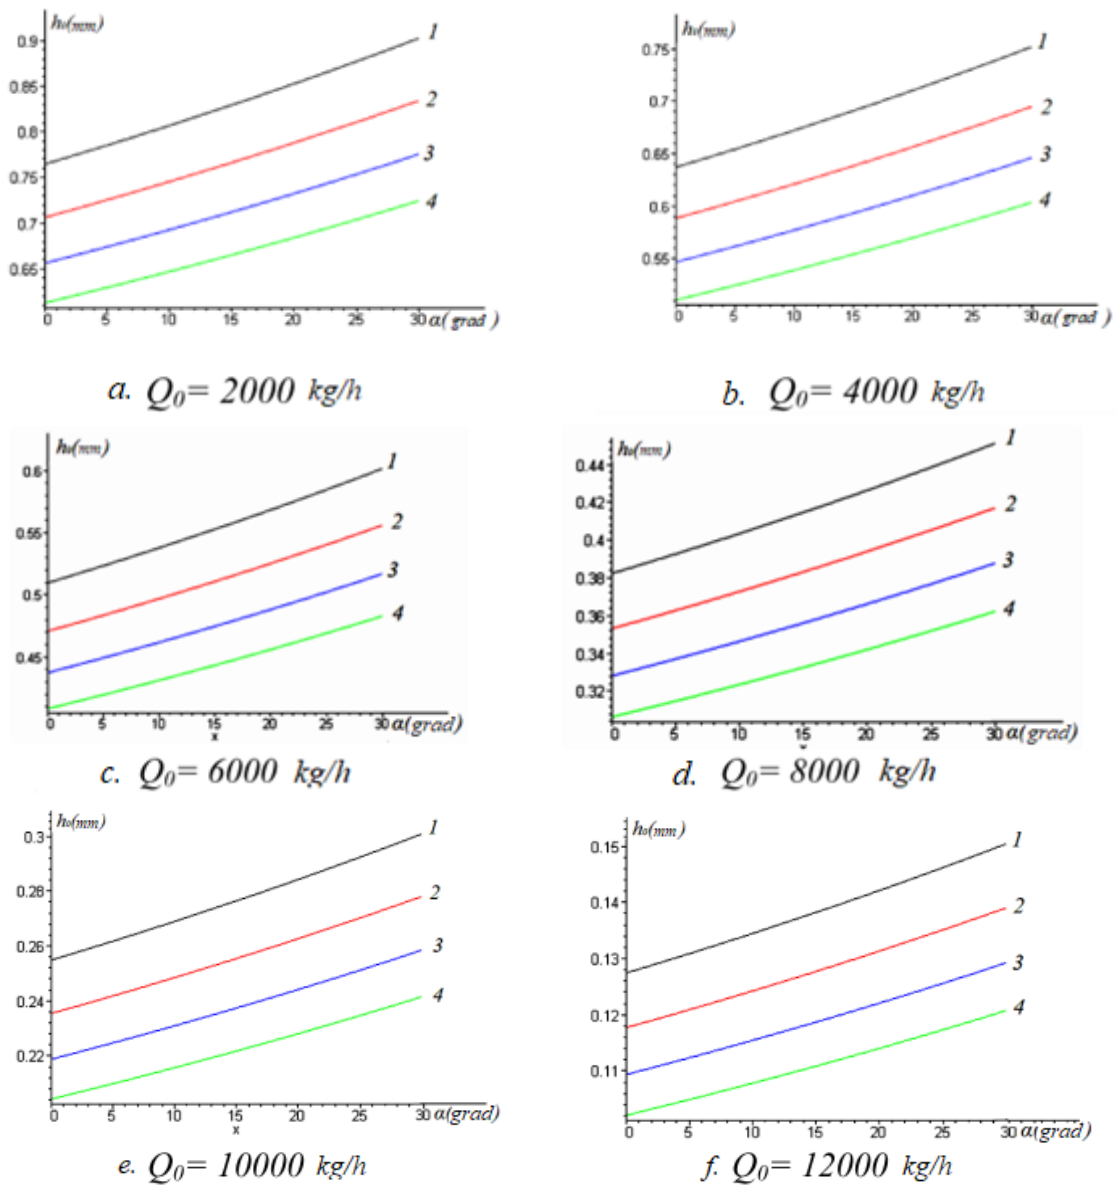 h₀(mm)
0.9
0.85
0.8
0.75
0.7
0.65
1
2
3
4
0 5 10 15 20 25 30 α(grad )
a. Q₀= 2000 kg/h
h₀(mm)
0.75
0.7
0.65
0.6
0.55
1
2
3
4
0 5 10 15 20 25 30 α(grad )
b. Q₀= 4000 kg/h
h₀(mm)
0.6
0.55
0.5
0.45
1
2
3
4
0 5 10 15 20 25 30 α(grad)
x
c. Q₀= 6000 kg/h
h₀(mm)
0.44
0.42
0.4
0.38
0.36
0.34
0.32
1
2
3
4
0 5 10 15 20 25 30 α(grad)
d. Q₀= 8000 kg/h
h₀(mm)
0.3
0.28
0.26
0.24
0.22
1
2
3
4
0 5 10 15 20 25 30 α(grad)
x
e. Q₀= 10000 kg/h
h₀(mm)
0.15
0.14
0.13
0.12
0.11
1
2
3
4
0 5 10 15 20 25 30 α(grad)
f. Q₀= 12000 kg/h